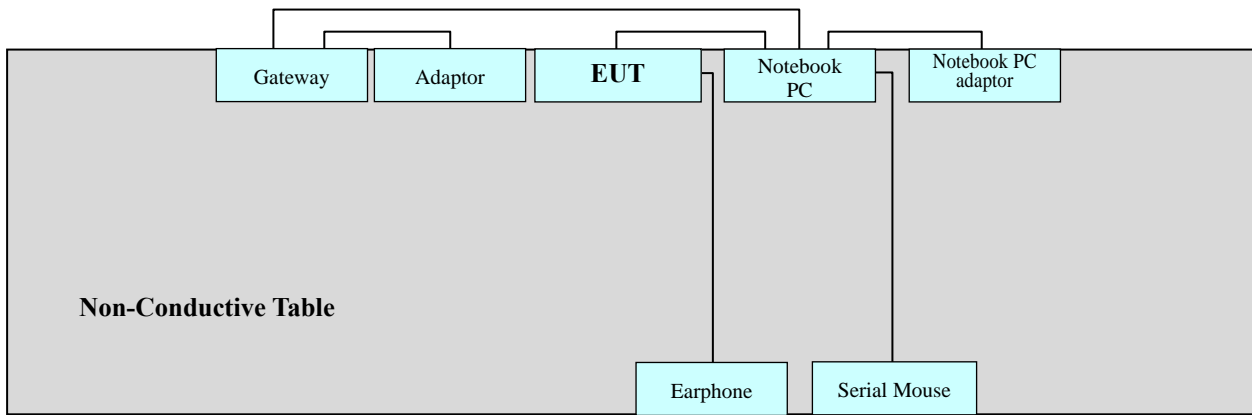 Gateway
Adaptor
EUT
Notebook
PC
Notebook PC
adaptor
Non-Conductive Table
Earphone
Serial Mouse